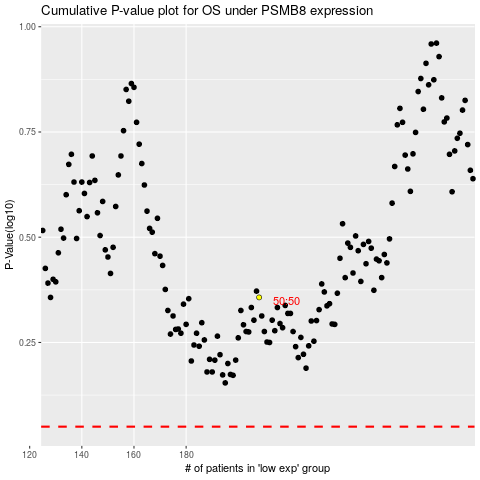 Cumulative P-value plot for OS under PSMB8 expression
1.00
0.75
0.50
0.25
P-Value(log10)
50:50
120 140 160 180
# of patients in 'low exp' group